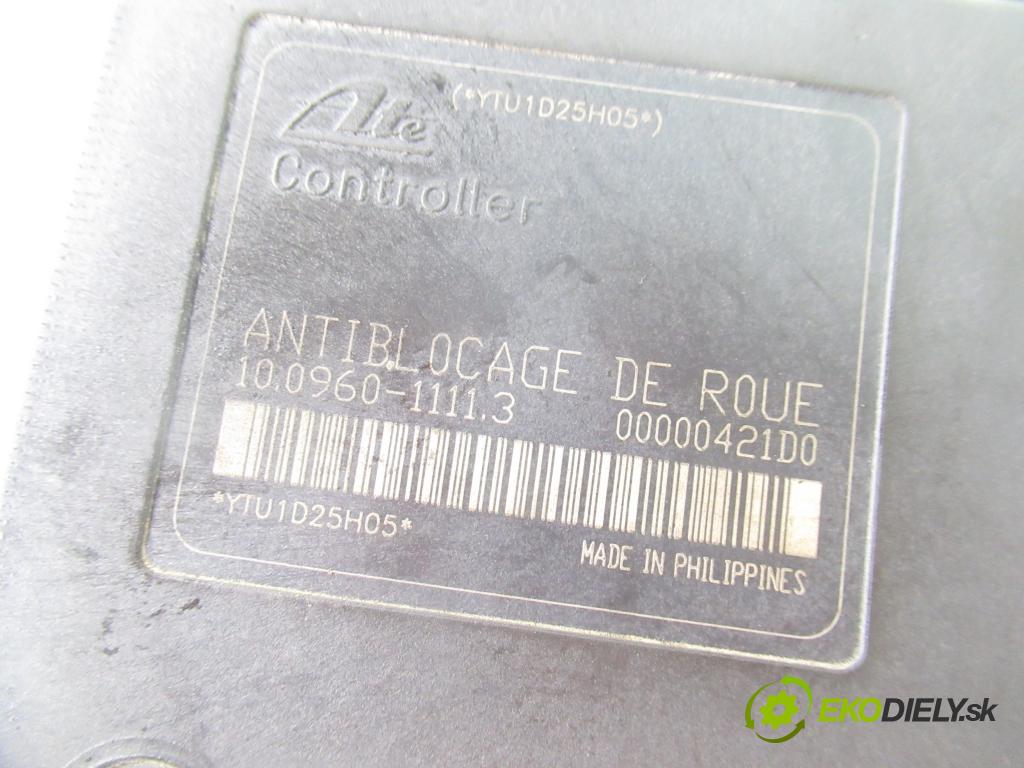 (*YTU1D25H05*)
Ate
Controller
ANTIBLOCAGE DE ROUE
10.0960-1111.3 00000421D0
*YTU1D25H05*
MADE IN PHILIPPINES
EKODIELY.sk